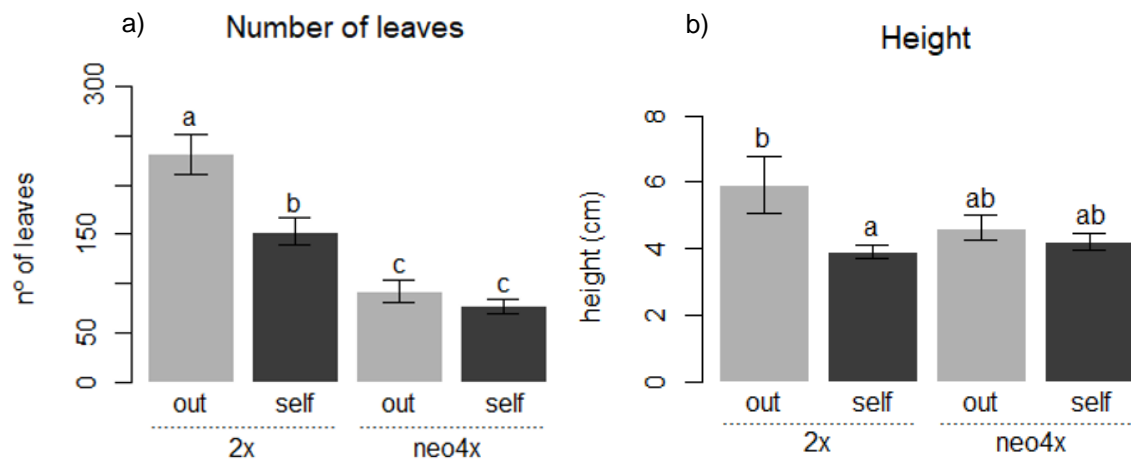 a)
Number of leaves
nº of leaves
300
150
50
0
a
b
c
c
out self out self
2x neo4x
b)
Height
height (cm)
8
6
4
2
0
b
a
ab
ab
out self out self
2x neo4x